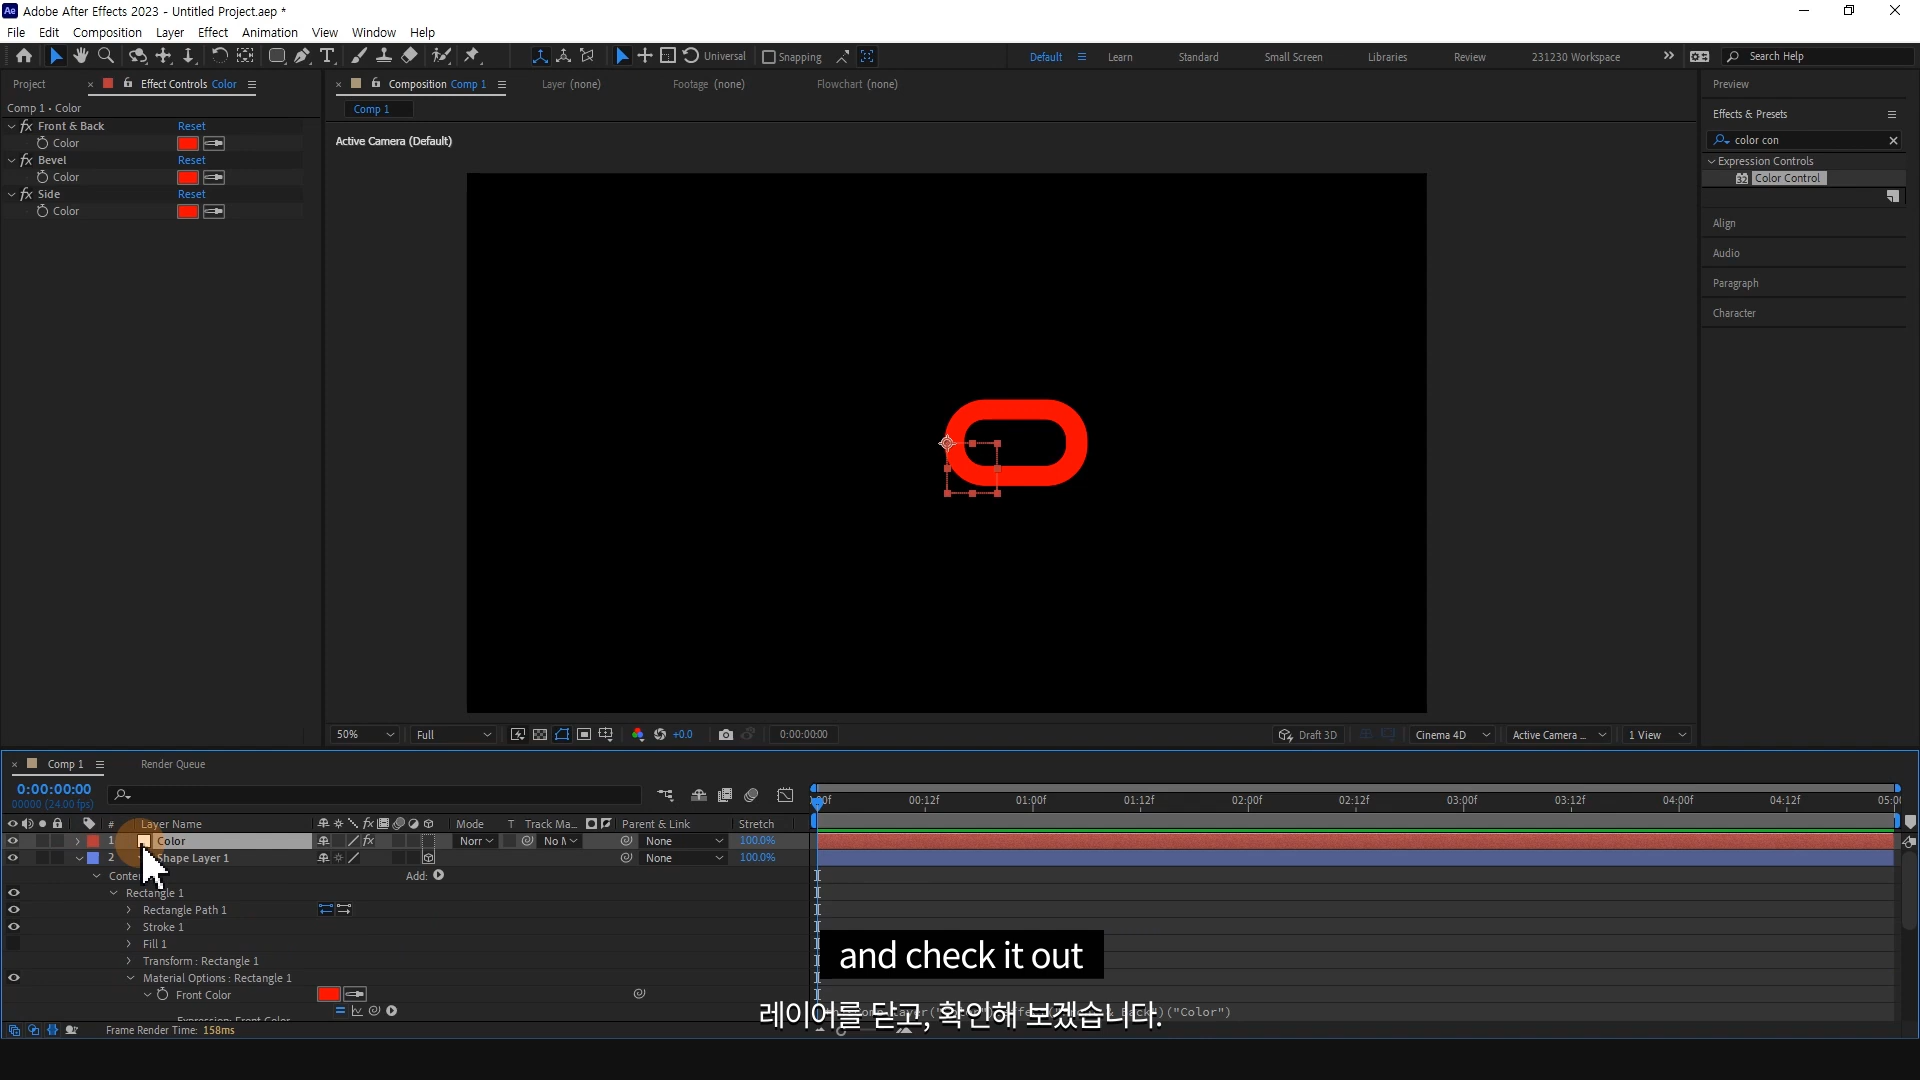 Adobe After Effects 2023 - Untitled Project.aep *
File Edit Composition Layer Effect Animation View Window Help
Universal Snapping Default Learn Standard Small Screen Libraries Review 231230 Workspace Search Help
Project Effect Controls Color Composition Comp 1 Layer (none) Footage (none) Flowchart (none) Preview
Comp 1 • Color
Comp 1
Effects & Presets
Front & Back Reset
Color
Bevel Reset
Color
Side Reset
Color
Active Camera (Default)
color con
Expression Controls
Color Control
Align
Audio
Paragraph
Character
50% Full +0.0 0:00:00:00 Draft 3D Cinema 4D Active Camera ... 1 View
Comp 1 Render Queue
0:00:00:00
00000 (24.00 fps)
00:12f 01:00f 01:12f 02:00f 02:12f 03:00f 03:12f 04:00f 04:12f
# Layer Name Mode T Track Ma... Parent & Link Stretch
1 Color None 100.0%
2 Shape Layer 1 None 100.0%
Add:
Rectangle 1
Rectangle Path 1
Stroke 1
Fill 1
Transform : Rectangle 1
Material Options : Rectangle 1
Front Color
and check it out
레이어를 닫고, 확인해 보겠습니다.
("Color")
Frame Render Time: 158ms